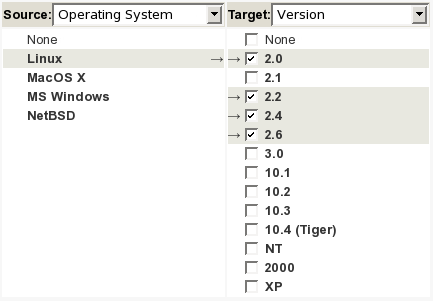 Source: Operating System Target: Version
None None
Linux → → 2.0
MacOS X 2.1
MS Windows → 2.2
NetBSD → 2.4
→ 2.6
3.0
10.1
10.2
10.3
10.4 (Tiger)
NT
2000
XP